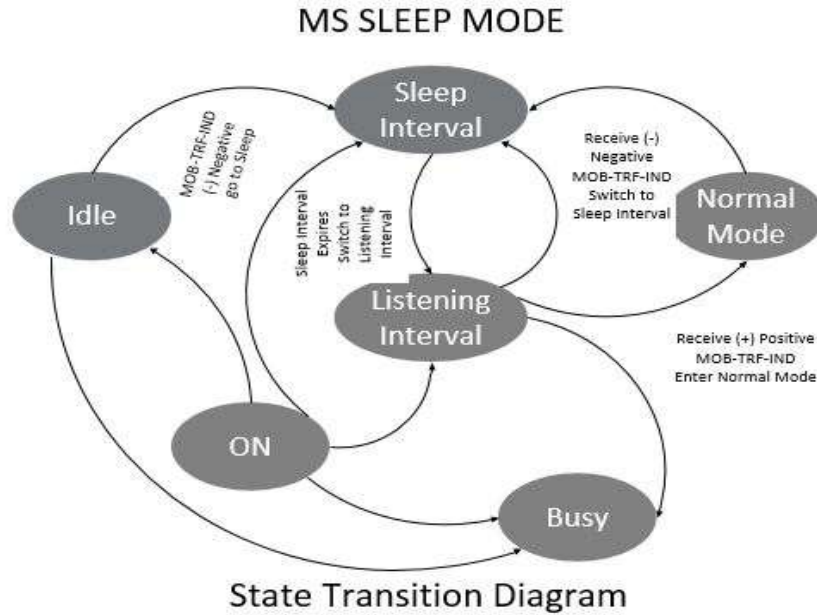 MS SLEEP MODE
Sleep
Interval
MOB-TRF-IND
(-) Negative
go to Sleep
Receive (-)
Negative
MOB-TRF-IND
Switch to
Sleep Interval
Idle
Normal
Mode
Sleep Interval
Expires
Switch to
Listening
Interval
Listening
Interval
Receive (+) Positive
MOB-TRF-IND
Enter Normal Mode
ON
Busy
State Transition Diagram